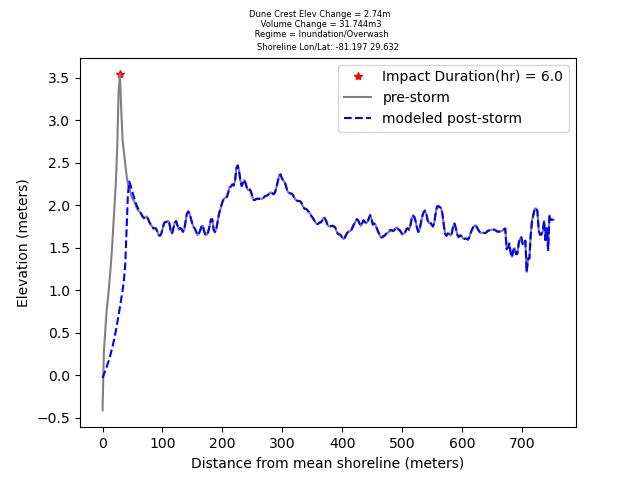 Dune Crest Elev Change = 2.74m
Volume Change = 31.744m3
Regime = Inundation/Overwash
Shoreline Lon/Lat: -81.197 29.632
Impact Duration(hr) = 6.0
pre-storm
modeled post-storm
Elevation (meters)
3.5
3.0
2.5
2.0
1.5
1.0
0.5
0.0
−0.5
0 100 200 300 400 500 600 700
Distance from mean shoreline (meters)